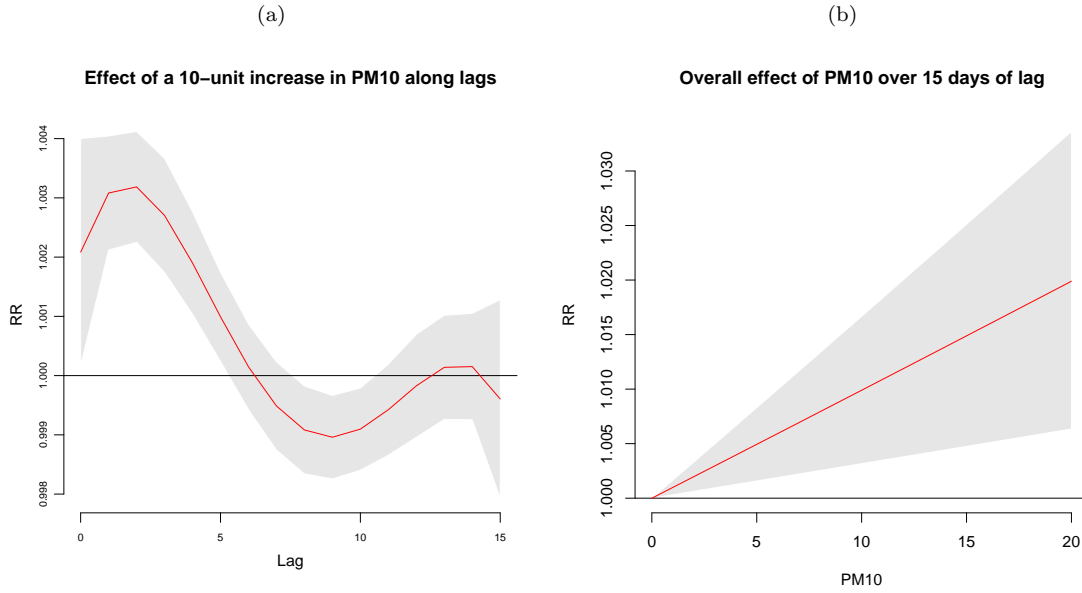 (a)
Effect of a 10−unit increase in PM10 along lags
RR
1.004
1.003
1.002
1.001
1.000
0.999
0.998
0 5 10 15
Lag
(b)
Overall effect of PM10 over 15 days of lag
RR
1.030
1.025
1.020
1.015
1.010
1.005
1.000
0 5 10 15 20
PM10